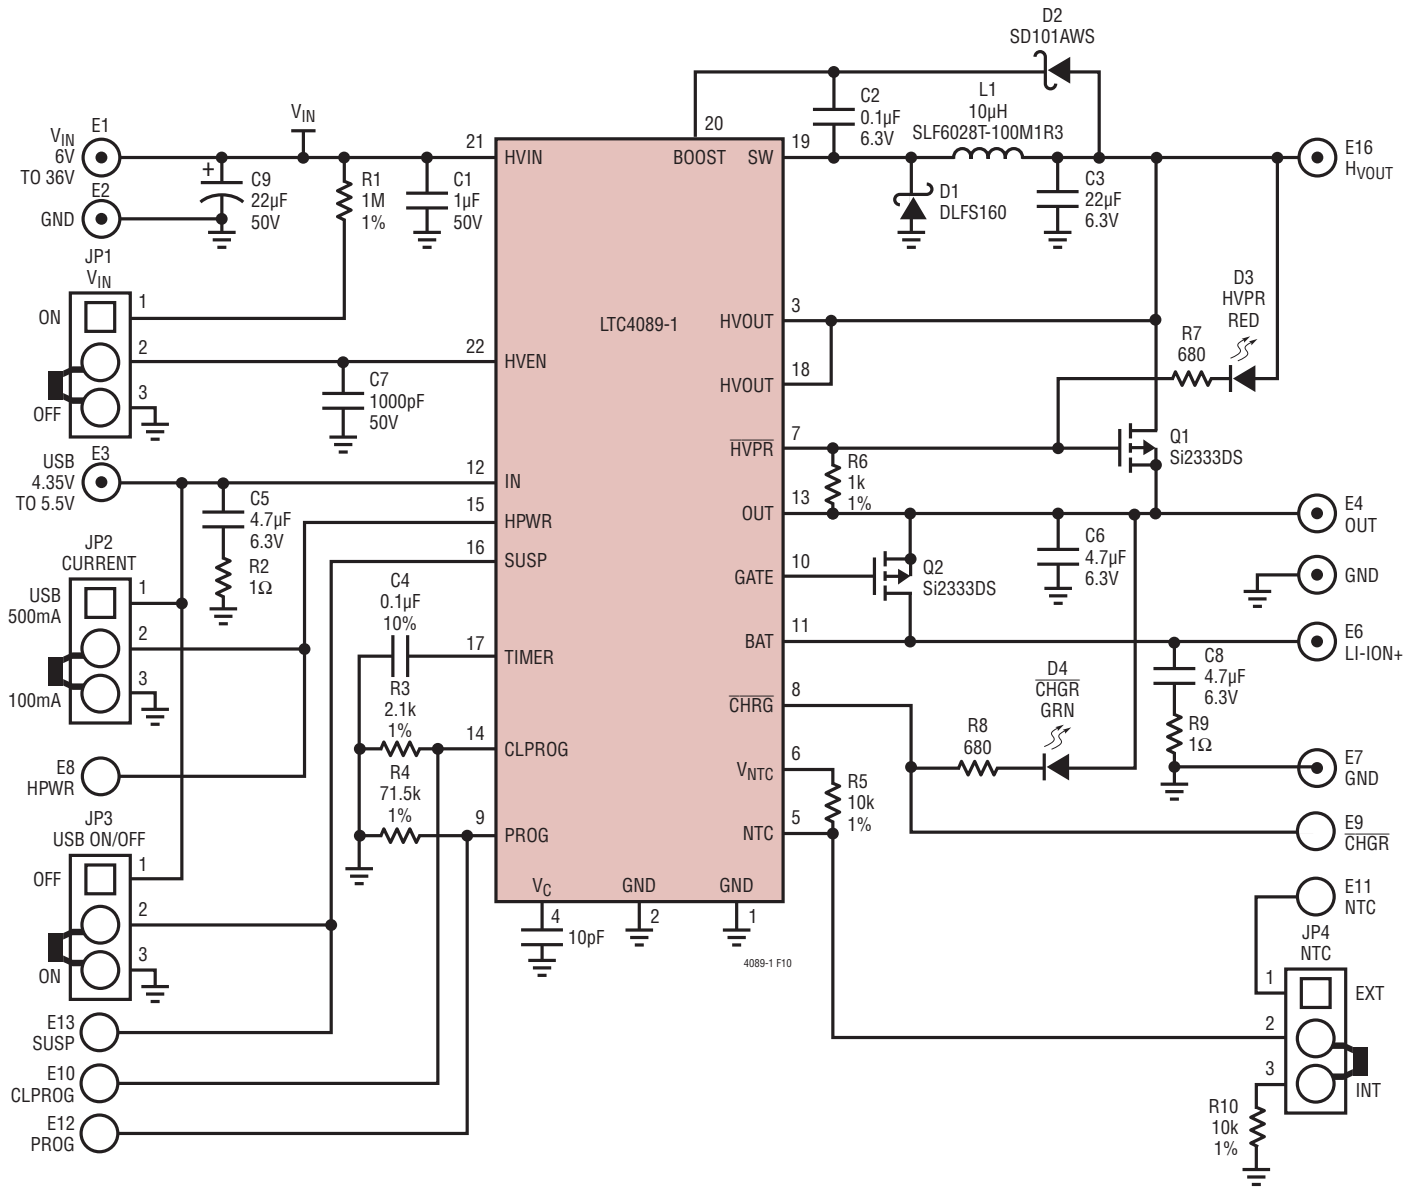 D2
SD101AWS
C2
0.1µF
6.3V
L1
10µH
SLF6028T-100M1R3
20
E1
VIN
6V
TO 36V
VIN
21
HVIN
BOOST
SW
19
E16
HVOUT
E2
GND
+
C9
22µF
50V
R1
1M
1%
C1
1µF
50V
D1
DLFS160
C3
22µF
6.3V
JP1
VIN
ON
1
2
3
OFF
LTC4089-1
HVOUT
3
HVOUT
18
D3
HVPR
RED
R7
680
22
HVEN
C7
1000pF
50V
HVPR
7
Q1
Si2333DS
R6
1k
1%
E3
USB
4.35V
TO 5.5V
12
IN
OUT
13
E4
OUT
C5
4.7µF
6.3V
R2
1Ω
15
HPWR
16
SUSP
GATE
10
Q2
Si2333DS
C6
4.7µF
6.3V
GND
JP2
CURRENT
USB
500mA
1
2
3
100mA
C4
0.1µF
10%
17
TIMER
BAT
11
E6
LI-ION+
C8
4.7µF
6.3V
R9
1Ω
R3
2.1k
1%
14
CLPROG
CHRG
8
D4
CHGR
GRN
R8
680
E8
HPWR
R4
71.5k
1%
9
PROG
VNTC
6
R5
10k
1%
NTC
5
E7
GND
E9
CHGR
JP3
USB ON/OFF
OFF
1
2
3
ON
VC
4
10pF
GND
2
GND
1
4089-1 F10
E11
NTC
JP4
NTC
1
EXT
2
3
INT
R10
10k
1%
E13
SUSP
E10
CLPROG
E12
PROG